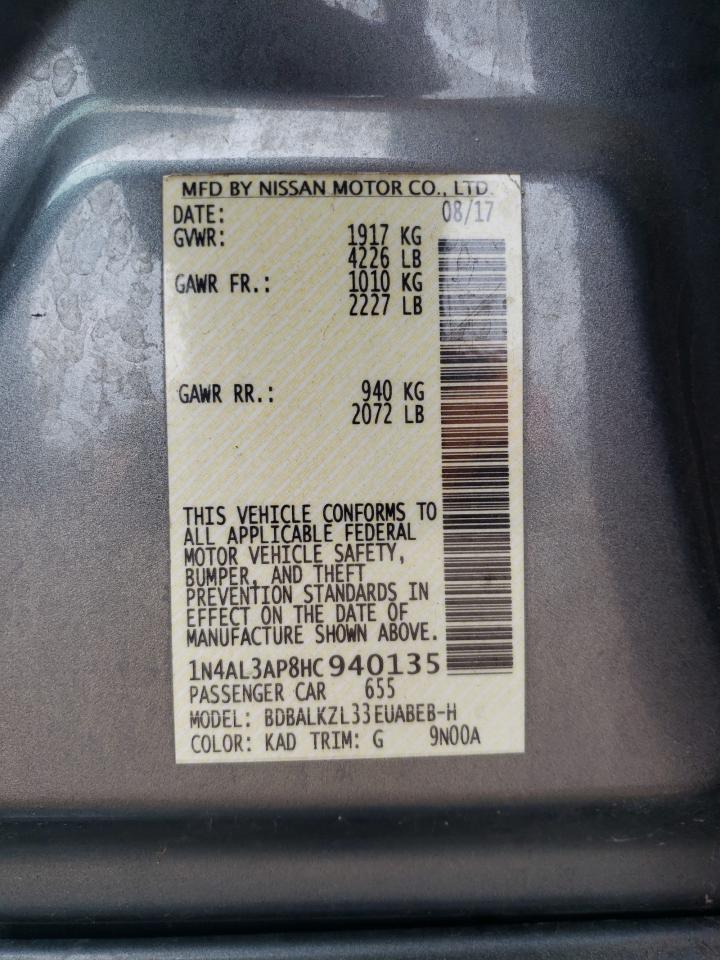 MFD BY NISSAN MOTOR CO., LTD.
DATE: 08/17
GVWR: 1917 KG
4226 LB
GAWR FR.: 1010 KG
2227 LB
GAWR RR.: 940 KG
2072 LB
THIS VEHICLE CONFORMS TO
ALL APPLICABLE FEDERAL
MOTOR VEHICLE SAFETY,
BUMPER, AND THEFT
PREVENTION STANDARDS IN
EFFECT ON THE DATE OF
MANUFACTURE SHOWN ABOVE.
1N4AL3AP8HC940135
PASSENGER CAR 655
MODEL: BDBALKZL33EUABEB-H
COLOR: KAD TRIM: G 9N00A